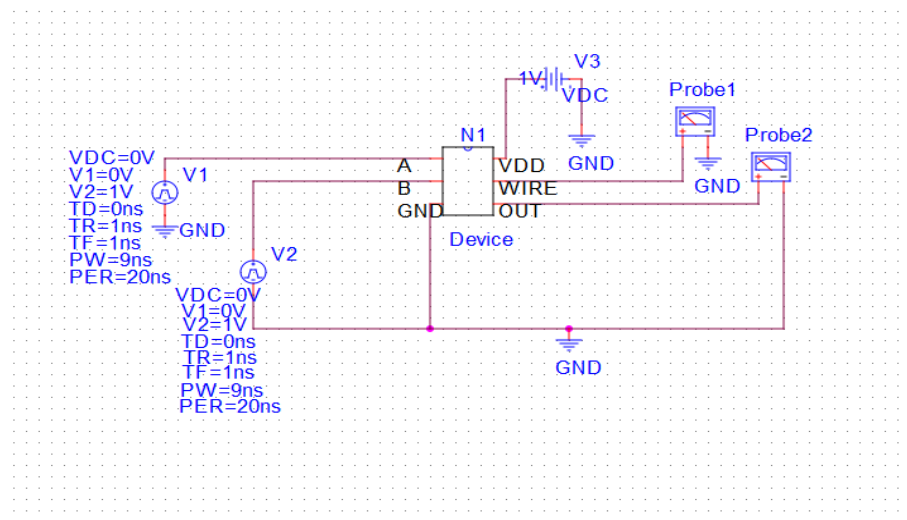 V3
1V
VDC
Probe1
Probe2
N1
GND
GND
A
VDD
B
WIRE
GND
OUT
Device
VDC=0V
V1=0V
V2=1V
TD=0ns
TR=1ns
TF=1ns
PW=9ns
PER=20ns
V1
GND
V2
VDC=0V
V1=0V
V2=1V
TD=0ns
TR=1ns
TF=1ns
PW=9ns
PER=20ns
GND